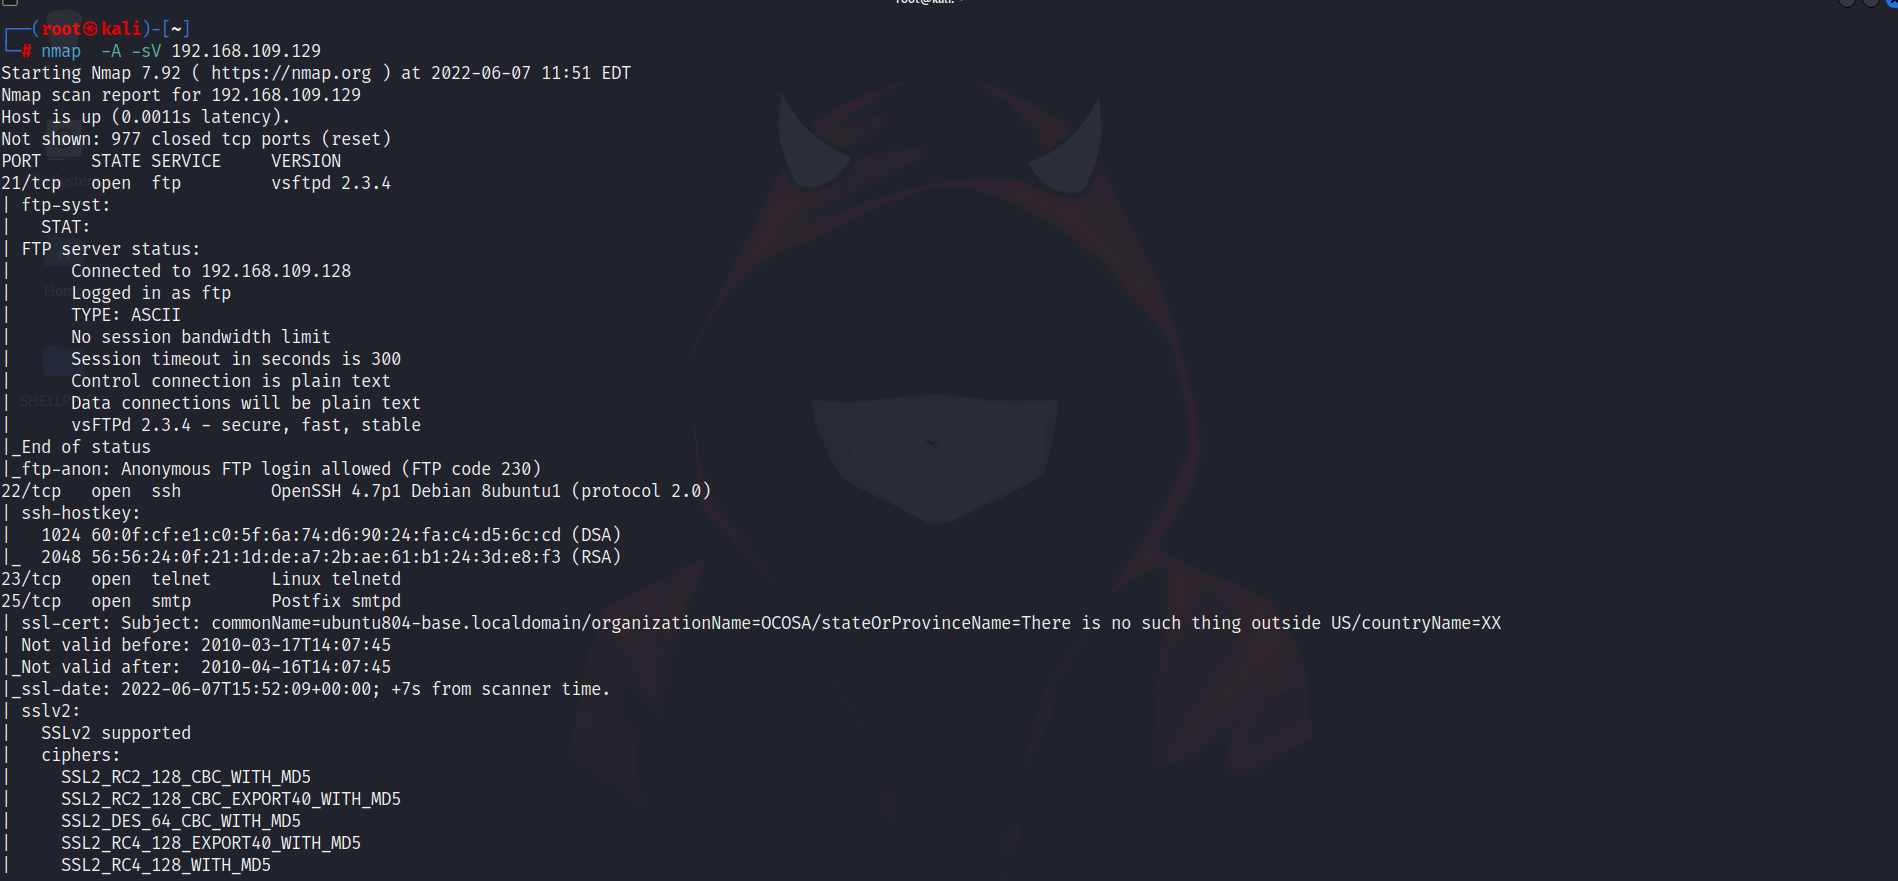 root@kali: ~
┌──(root㉿kali)-[~]
└─# nmap  -A -sV 192.168.109.129
Starting Nmap 7.92 ( https://nmap.org ) at 2022-06-07 11:51 EDT
Nmap scan report for 192.168.109.129
Host is up (0.0011s latency).
Not shown: 977 closed tcp ports (reset)
PORT     STATE SERVICE     VERSION
21/tcp   open  ftp         vsftpd 2.3.4
| ftp-syst:
|   STAT:
| FTP server status:
|      Connected to 192.168.109.128
|      Logged in as ftp
|      TYPE: ASCII
|      No session bandwidth limit
|      Session timeout in seconds is 300
|      Control connection is plain text
|      Data connections will be plain text
|      vsFTPd 2.3.4 - secure, fast, stable
|_End of status
|_ftp-anon: Anonymous FTP login allowed (FTP code 230)
22/tcp   open  ssh         OpenSSH 4.7p1 Debian 8ubuntu1 (protocol 2.0)
| ssh-hostkey:
|   1024 60:0f:cf:e1:c0:5f:6a:74:d6:90:24:fa:c4:d5:6c:cd (DSA)
|_  2048 56:56:24:0f:21:1d:de:a7:2b:ae:61:b1:24:3d:e8:f3 (RSA)
23/tcp   open  telnet      Linux telnetd
25/tcp   open  smtp        Postfix smtpd
| ssl-cert: Subject: commonName=ubuntu804-base.localdomain/organizationName=OCOSA/stateOrProvinceName=There is no such thing outside US/countryName=XX
| Not valid before: 2010-03-17T14:07:45
|_Not valid after:  2010-04-16T14:07:45
|_ssl-date: 2022-06-07T15:52:09+00:00; +7s from scanner time.
| sslv2:
|   SSLv2 supported
|   ciphers:
|     SSL2_RC2_128_CBC_WITH_MD5
|     SSL2_RC2_128_CBC_EXPORT40_WITH_MD5
|     SSL2_DES_64_CBC_WITH_MD5
|     SSL2_RC4_128_EXPORT40_WITH_MD5
|     SSL2_RC4_128_WITH_MD5